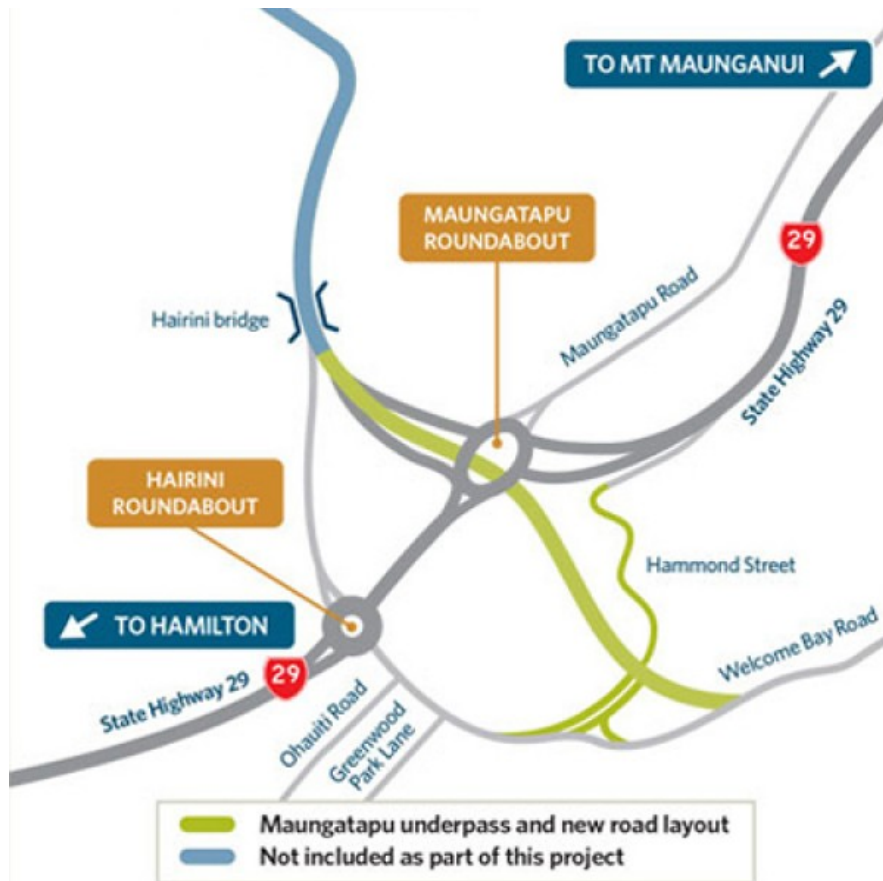 TO MT MAUNGANUI
MAUNGATAPU
ROUNDABOUT
29
Hairini bridge
Maungatapu Road
State Highway 29
HAIRINI
ROUNDABOUT
Hammond Street
TO HAMILTON
Welcome Bay Road
29
State Highway 29
Ohauiti Road
Greenwood
Park Lane
Maungatapu underpass and new road layout
Not included as part of this project